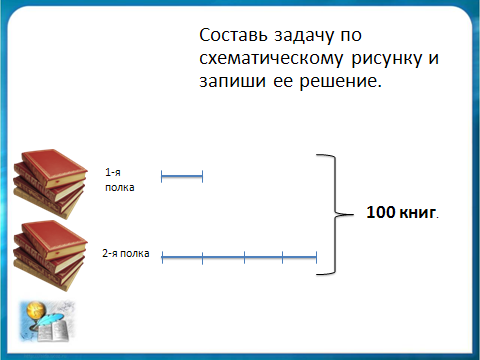 Составь задачу по
схематическому рисунку и
запиши ее решение.
1-я
полка
100 книг.
2-я полка